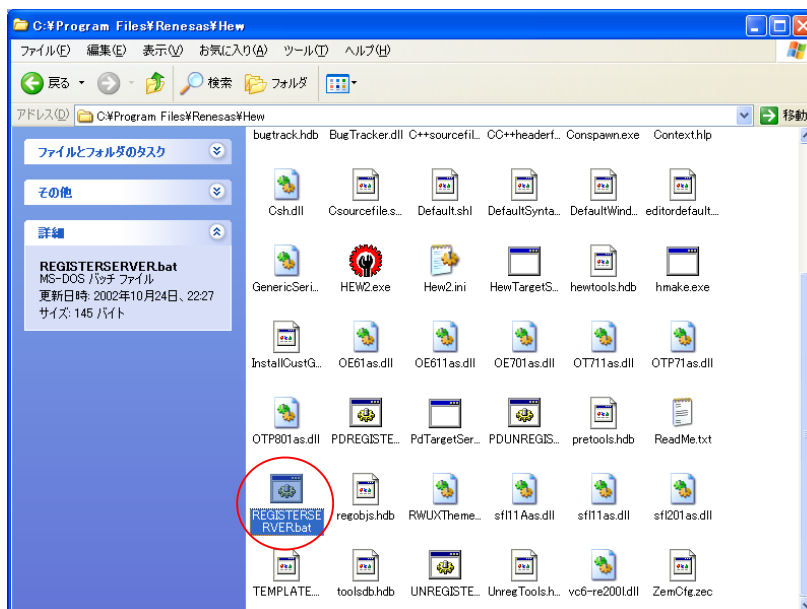 C:¥Program Files¥Renesas¥Hew
ファイル(F) 編集(E) 表示(V) お気に入り(A) ツール(T) ヘルプ(H)
戻る 検索 フォルダ
アドレス(D) C:¥Program Files¥Renesas¥Hew 移動
ファイルとフォルダのタスク
その他
詳細
REGISTERSERVER.bat
MS-DOS バッチ ファイル
更新日時: 2002年10月24日、22:27
サイズ: 145 バイト
bugtrack.hdb BugTracker.dll C++sourcefil... CC++headerf... Conspawn.exe Context.hlp
Csh.dll Csourcefile.s... Default.shl DefaultSynta... DefaultWind... editordefault...
GenericSeri... HEW2.exe Hew2.ini HewTargetS... hewtools.hdb hmake.exe
InstallCustG... OE61as.dll OE611as.dll OE701as.dll OT711as.dll OTP71as.dll
OTP801as.dll PDREGISTE... PdTargetSer... PDUNREGIS... pretools.hdb ReadMe.txt
REGISTERSE
RVER.bat
regobjs.hdb RWUXTheme... sfl11Aas.dll sfl11as.dll sfl201as.dll
TEMPLATE... toolsdb.hdb UNREGISTE... UnregTools.h... vc6-re200l.dll ZemCfg.zec